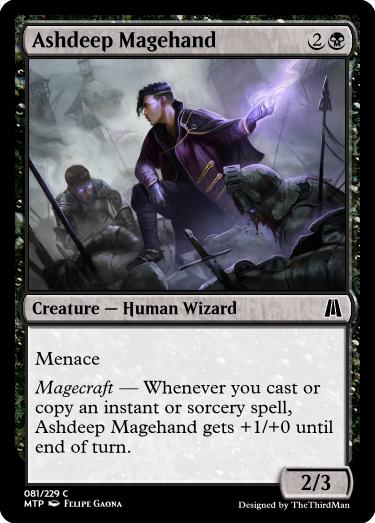 Ashdeep Magehand 2
Creature — Human Wizard
Menace
Magecraft — Whenever you cast or
copy an instant or sorcery spell,
Ashdeep Magehand gets +1/+0 until
end of turn.
2/3
081/229 C
MTP Felipe Gaona
Designed by TheThirdMan